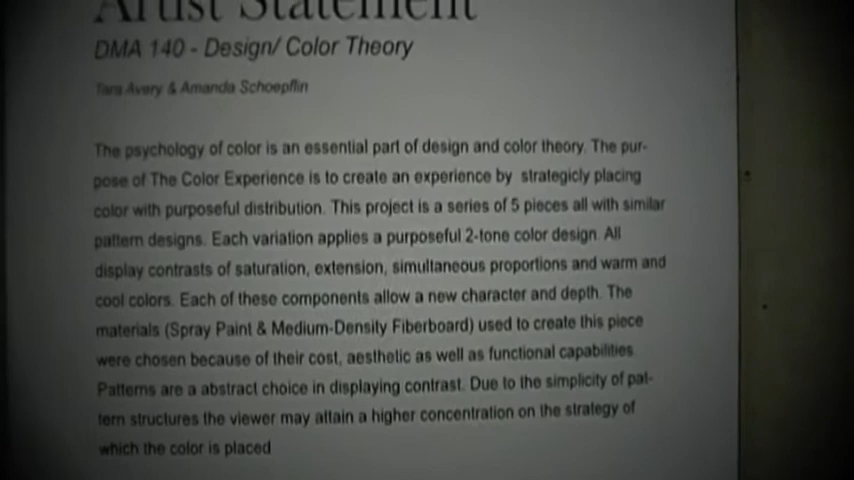 Artist Statement
DMA 140 - Design/ Color Theory
Tara Avery & Amanda Schoepflin
The psychology of color is an essential part of design and color theory. The pur-
pose of The Color Experience is to create an experience by strategicly placing
color with purposeful distribution. This project is a series of 5 pieces all with similar
pattern designs. Each variation applies a purposeful 2-tone color design. All
display contrasts of saturation, extension, simultaneous proportions and warm and
cool colors. Each of these components allow a new character and depth. The
materials (Spray Paint & Medium-Density Fiberboard) used to create this piece
were chosen because of their cost, aesthetic as well as functional capabilities.
Patterns are a abstract choice in displaying contrast. Due to the simplicity of pat-
tern structures the viewer may attain a higher concentration on the strategy of
which the color is placed